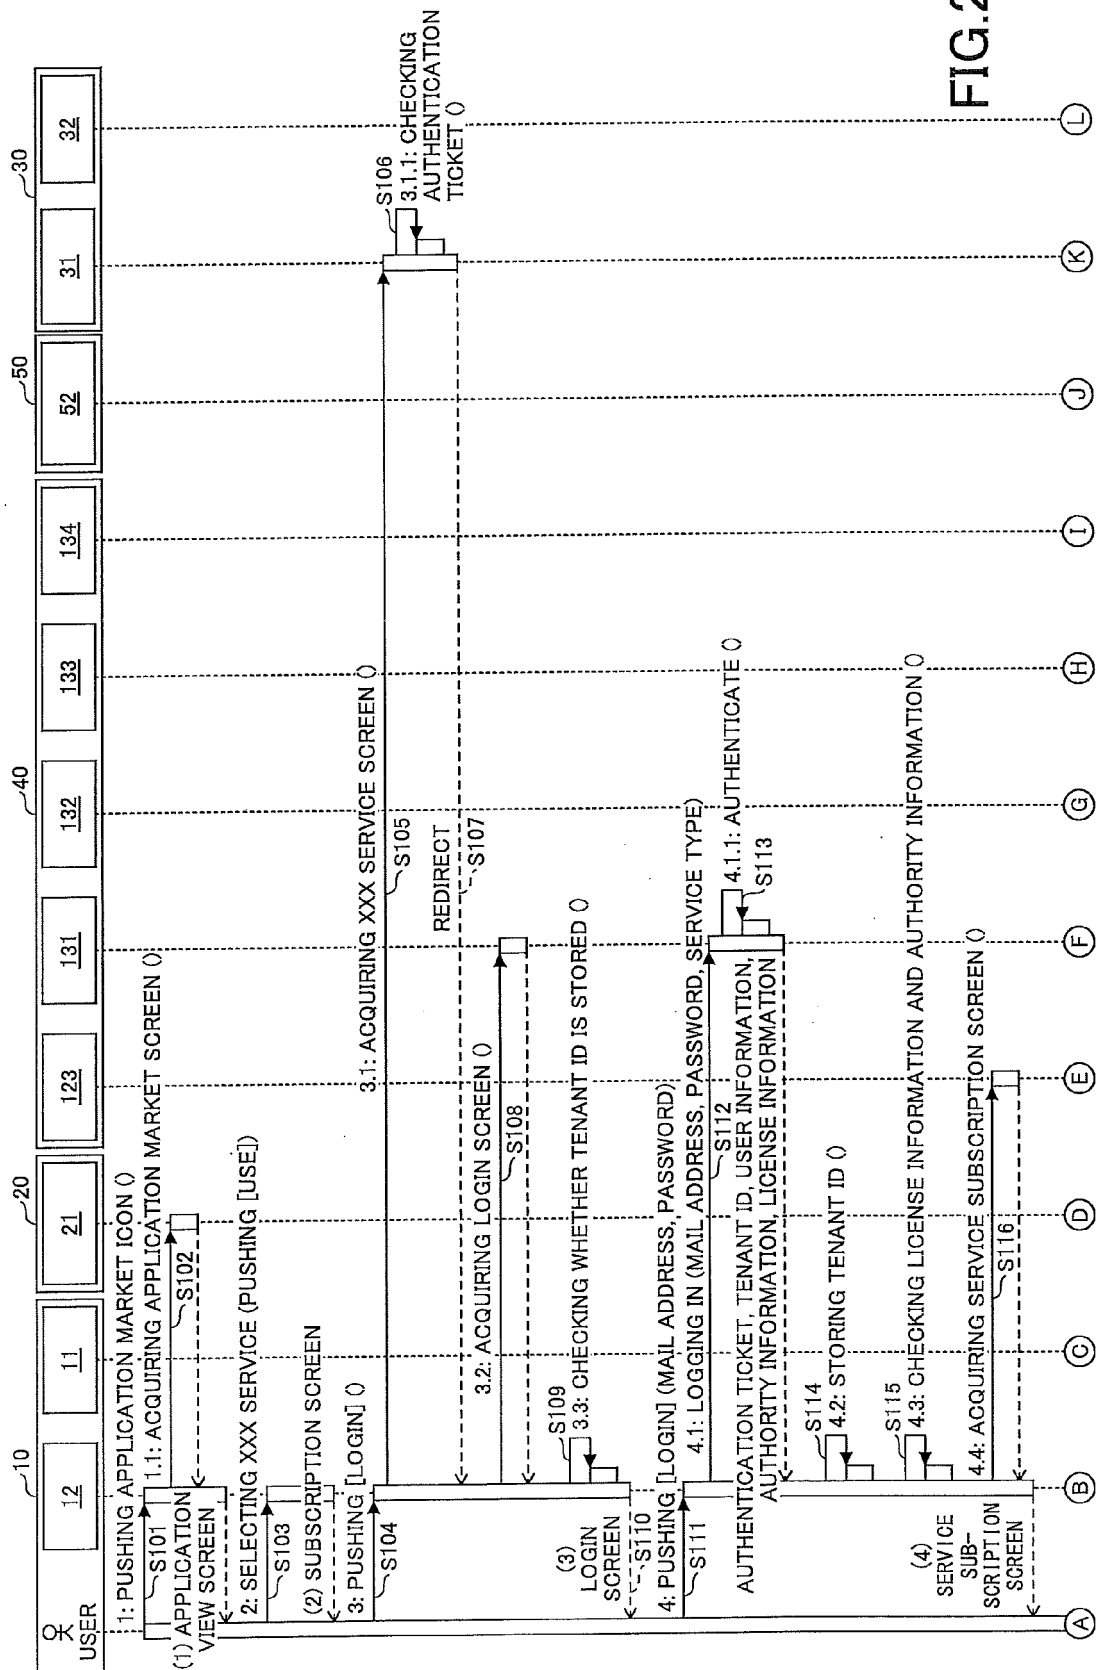 FIG.2
10
20
40
50
30
USER
12
11
21
123
131
132
133
134
52
31
32
1: PUSHING APPLICATION MARKET ICON ()
S101
1.1: ACQUIRING APPLICATION MARKET SCREEN ()
S102
(1) APPLICATION
VIEW SCREEN
2: SELECTING XXX SERVICE (PUSHING [USE])
S103
(2) SUBSCRIPTION SCREEN
3: PUSHING [LOGIN] ()
S104
3.1: ACQUIRING XXX SERVICE SCREEN ()
S105
S106
3.1.1: CHECKING
AUTHENTICATION
TICKET ()
REDIRECT
S107
3.2: ACQUIRING LOGIN SCREEN ()
S108
S109
3.3: CHECKING WHETHER TENANT ID IS STORED ()
(3)
LOGIN
SCREEN
S110
4: PUSHING [LOGIN] (MAIL ADDRESS, PASSWORD)
S111
4.1: LOGGING IN (MAIL ADDRESS, PASSWORD, SERVICE TYPE)
S112
4.1.1: AUTHENTICATE ()
S113
AUTHENTICATION TICKET, TENANT ID, USER INFORMATION,
AUTHORITY INFORMATION, LICENSE INFORMATION
S114
4.2: STORING TENANT ID ()
S115
4.3: CHECKING LICENSE INFORMATION AND AUTHORITY INFORMATION ()
4.4: ACQUIRING SERVICE SUBSCRIPTION SCREEN ()
S116
(4)
SERVICE
SUB-
SCRIPTION
SCREEN
A
B
C
D
E
F
G
H
I
J
K
L